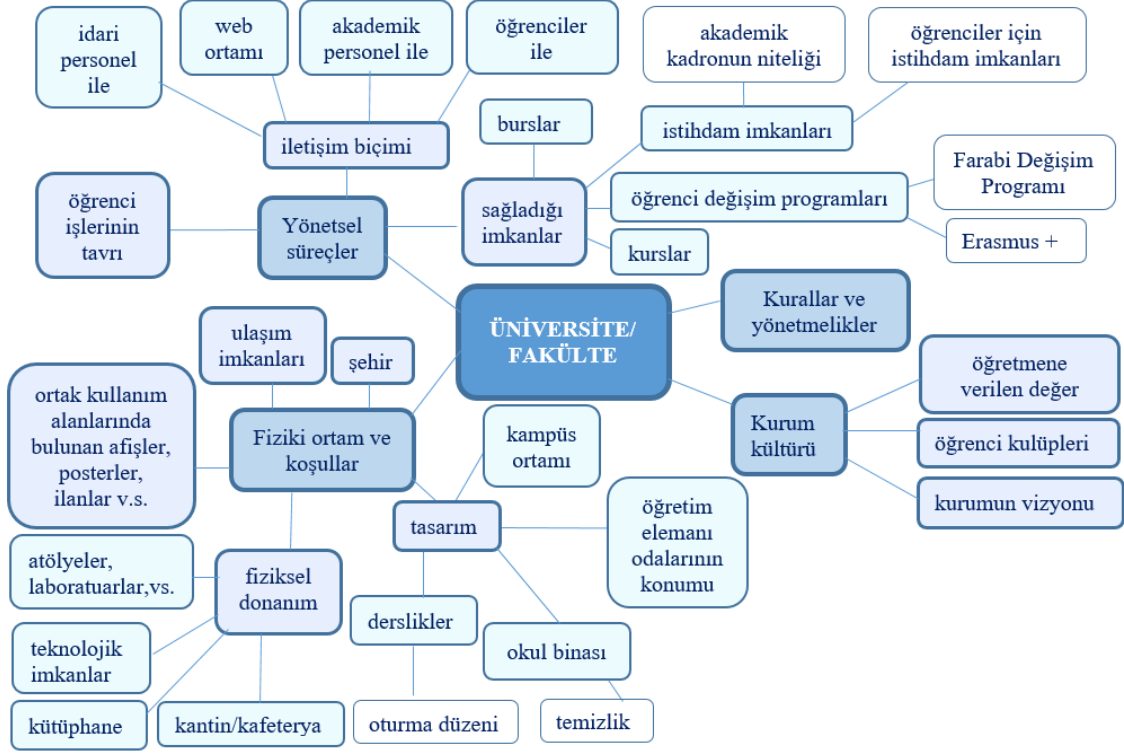 idari
personel
ile
web
ortamı
akademik
personel ile
öğrenciler
ile
akademik
kadronun niteliği
öğrenciler için
istihdam imkanları
iletişim biçimi
burslar
istihdam imkanları
Farabi Değişim
Programı
öğrenci
işlerinin
tavrı
Yönetsel
süreçler
sağladığı
imkanlar
öğrenci değişim programları
Erasmus +
kurslar
ÜNİVERSİTE/
FAKÜLTE
Kurallar ve
yönetmelikler
ulaşım
imkanları
şehir
öğretmene
verilen değer
ortak kullanım
alanlarında
bulunan afişler,
posterler,
ilanlar v.s.
Fiziki ortam ve
koşullar
kampüs
ortamı
Kurum
kültürü
öğrenci kulüpleri
kurumun vizyonu
tasarım
öğretim
elemanı
odalarının
konumu
atölyeler,
laboratuarlar,vs.
fiziksel
donanım
derslikler
okul binası
teknolojik
imkanlar
kütüphane
kantin/kafeterya
oturma düzeni
temizlik